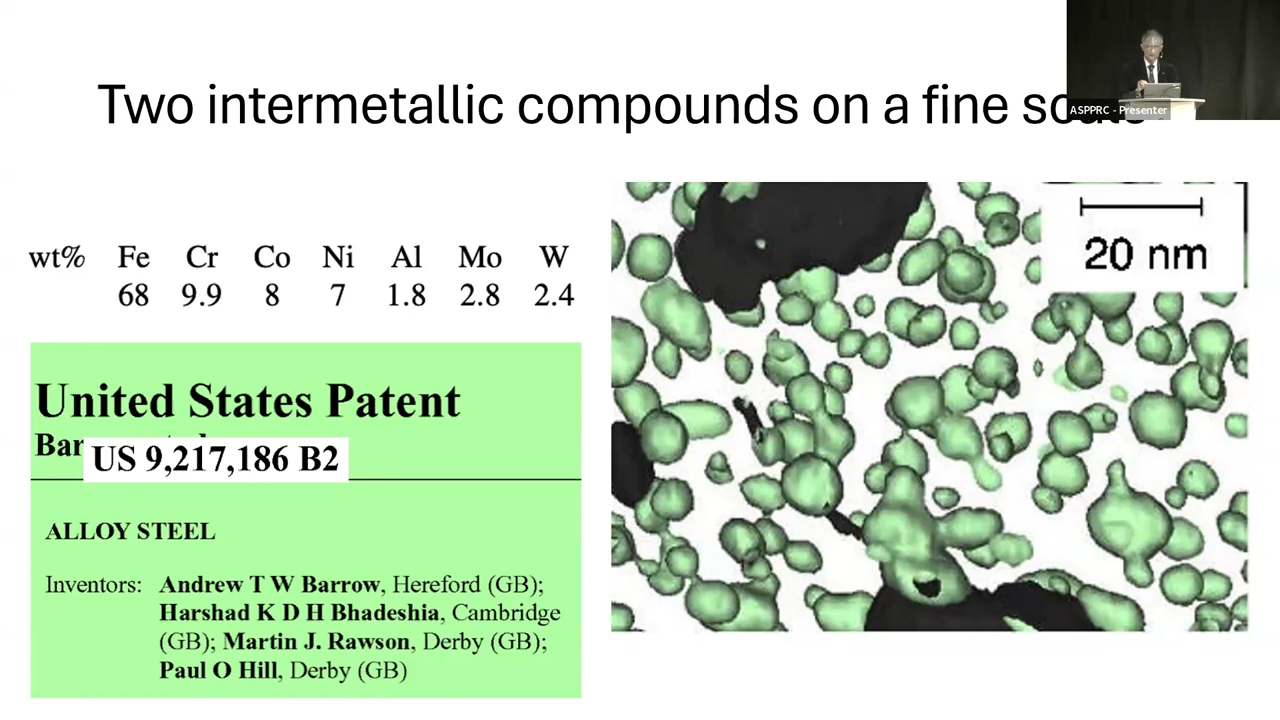 Two intermetallic compounds on a fine
ASPPRC - Presenter
wt% Fe Cr Co Ni Al Mo W
68 9.9 8 7 1.8 2.8 2.4
20 nm
United States Patent
US 9,217,186 B2
ALLOY STEEL
Inventors: Andrew T W Barrow, Hereford (GB);
Harshad K D H Bhadeshia, Cambridge
(GB); Martin J. Rawson, Derby (GB);
Paul O Hill, Derby (GB)